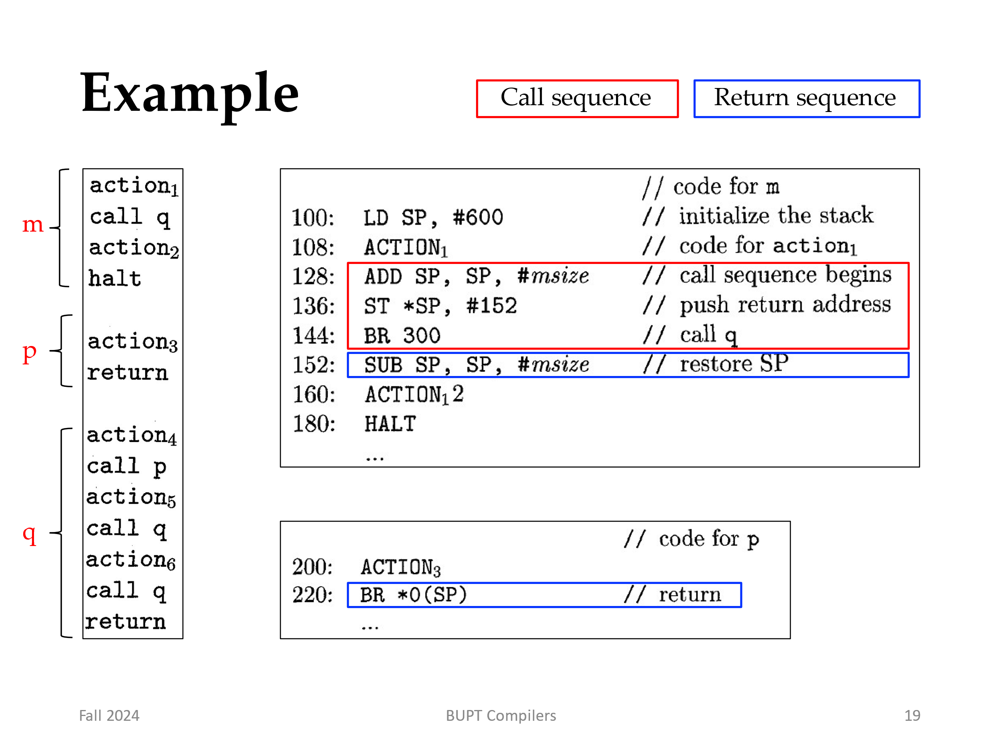 Example
Call sequence
Return sequence
m
action₁
call q
action₂
halt
p
action₃
return
q
action₄
call p
action₅
call q
action₆
call q
return
// code for m
100: LD SP, #600 // initialize the stack
108: ACTION₁ // code for action₁
128: ADD SP, SP, #msize // call sequence begins
136: ST *SP, #152 // push return address
144: BR 300 // call q
152: SUB SP, SP, #msize // restore SP
160: ACTION₁2
180: HALT
...
// code for p
200: ACTION₃
220: BR *0(SP) // return
...
Fall 2024
BUPT Compilers
19